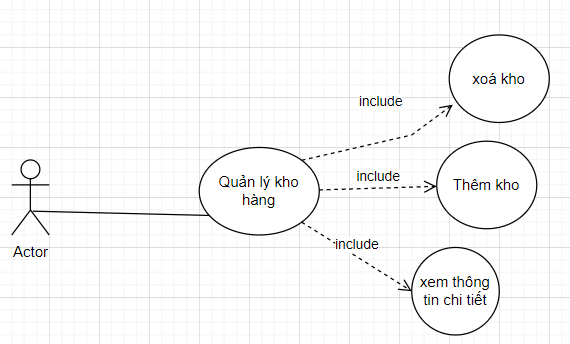 xoá kho
include
Quản lý kho
hàng
include
Thêm kho
Actor
include
xem thông
tin chi tiết